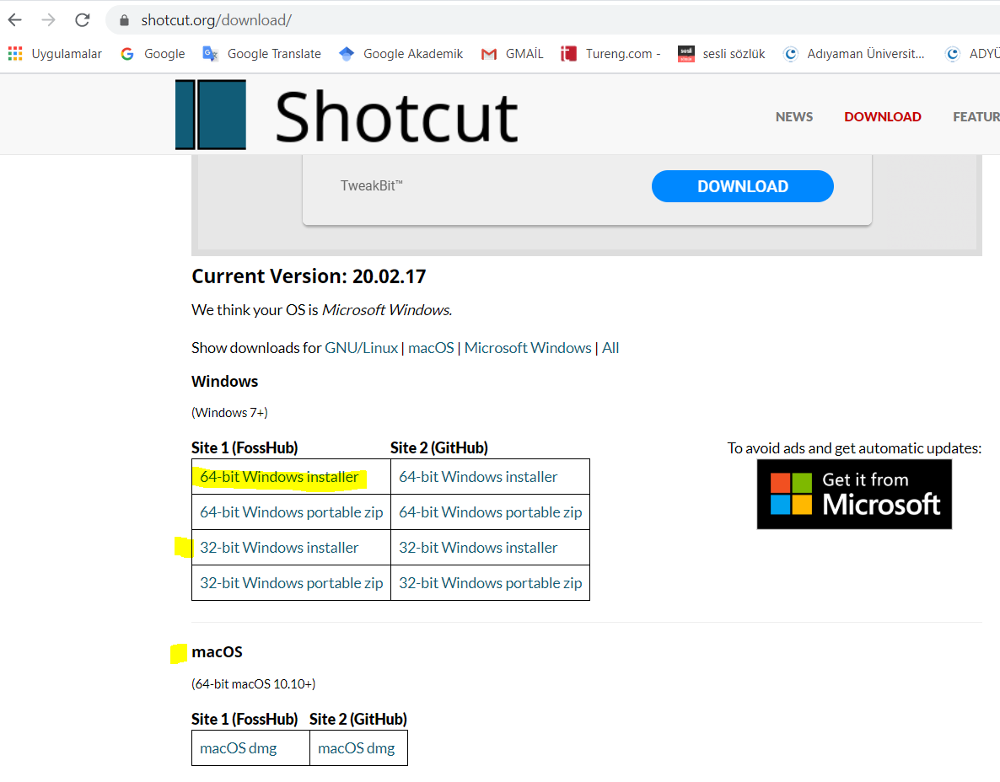 shotcut.org/download/
Uygulamalar Google Google Translate Google Akademik GMAİL Tureng.com - sesli sözlük Adıyaman Üniversit... ADYÜ
Shotcut
NEWS DOWNLOAD FEATUR
TweakBit™ DOWNLOAD
Current Version: 20.02.17
We think your OS is Microsoft Windows.
Show downloads for GNU/Linux | macOS | Microsoft Windows | All
Windows
(Windows 7+)
Site 1 (FossHub) Site 2 (GitHub)
64-bit Windows installer 64-bit Windows installer
64-bit Windows portable zip 64-bit Windows portable zip
32-bit Windows installer 32-bit Windows installer
32-bit Windows portable zip 32-bit Windows portable zip
To avoid ads and get automatic updates:
Get it from
Microsoft
macOS
(64-bit macOS 10.10+)
Site 1 (FossHub) Site 2 (GitHub)
macOS dmg macOS dmg